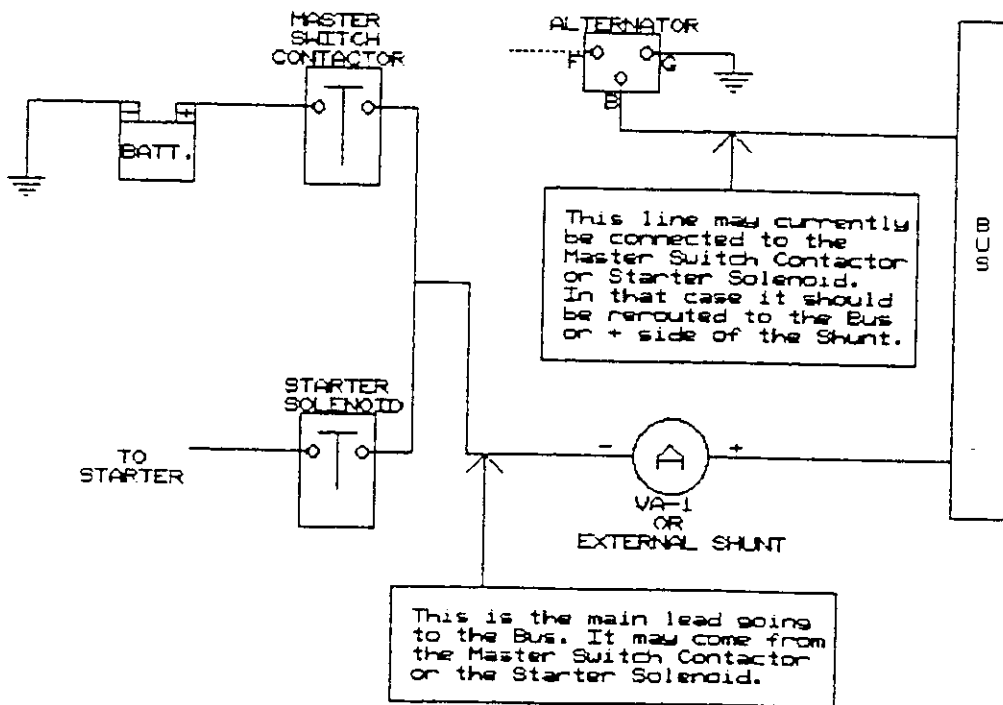 MASTER
SWITCH
CONTACTOR
ALTERNATOR
F
G
B
- +
BATT.
This line may currently
be connected to the
Master Switch Contactor
or Starter Solenoid.
In that case it should
be rerouted to the Bus
or + side of the Shunt.
BUS
STARTER
SOLENOID
TO
STARTER
- A +
VA-1
OR
EXTERNAL SHUNT
This is the main lead going
to the Bus. It may come from
the Master Switch Contactor
or the Starter Solenoid.